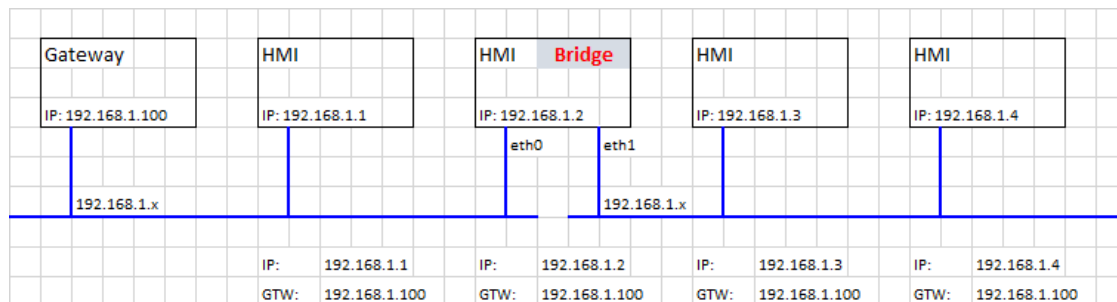 Gateway HMI HMI Bridge HMI HMI
IP: 192.168.1.100 IP: 192.168.1.1 IP: 192.168.1.2 IP: 192.168.1.3 IP: 192.168.1.4
eth0 eth1
192.168.1.x 192.168.1.x
IP: 192.168.1.1 IP: 192.168.1.2 IP: 192.168.1.3 IP: 192.168.1.4
GTW: 192.168.1.100 GTW: 192.168.1.100 GTW: 192.168.1.100 GTW: 192.168.1.100